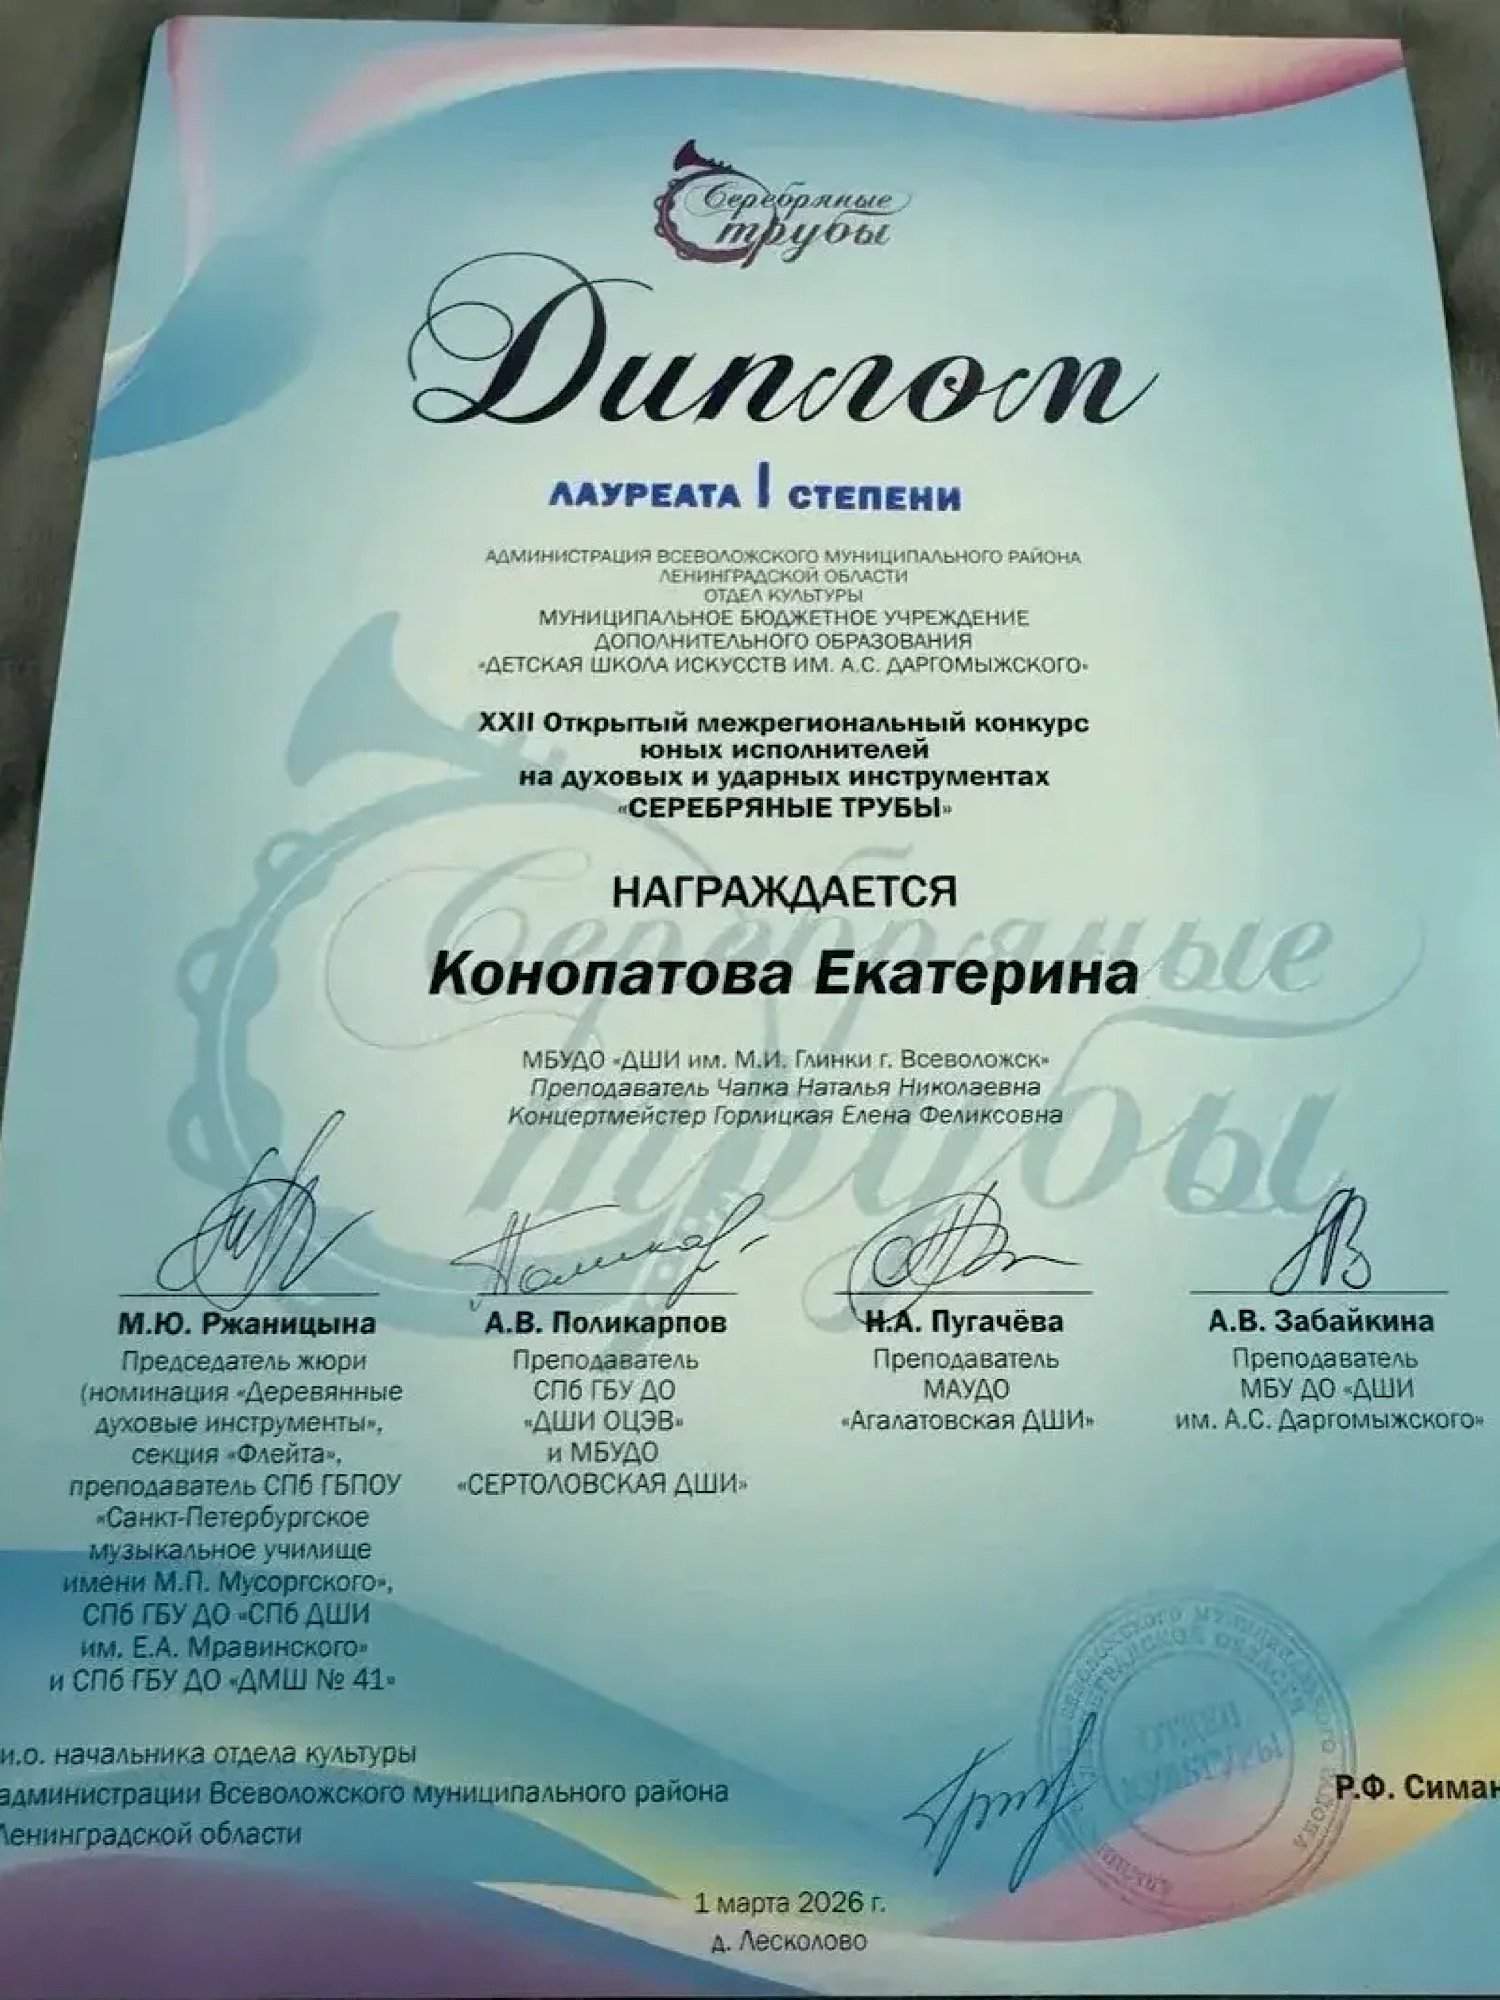 Серебряные
трубы
Диплом
ЛАУРЕАТА I СТЕПЕНИ
АДМИНИСТРАЦИЯ ВСЕВОЛОЖСКОГО МУНИЦИПАЛЬНОГО РАЙОНА
ЛЕНИНГРАДСКОЙ ОБЛАСТИ
ОТДЕЛ КУЛЬТУРЫ
МУНИЦИПАЛЬНОЕ БЮДЖЕТНОЕ УЧРЕЖДЕНИЕ
ДОПОЛНИТЕЛЬНОГО ОБРАЗОВАНИЯ
«ДЕТСКАЯ ШКОЛА ИСКУССТВ ИМ. А.С. ДАРГОМЫЖСКОГО»
XXII Открытый межрегиональный конкурс
юных исполнителей
на духовых и ударных инструментах
«СЕРЕБРЯНЫЕ ТРУБЫ»
НАГРАЖДАЕТСЯ
Серебряные
Конопатова Екатерина
МБУДО «ДШИ им. М.И. Глинки г. Всеволожск»
Преподаватель Чапка Наталья Николаевна
Концертмейстер Горлицкая Елена Феликсовна
трубы
М.Ю. Ржаницына
Председатель жюри
(номинация «Деревянные
духовые инструменты»,
секция «Флейта»,
преподаватель СПб ГБПОУ
«Санкт-Петербургское
музыкальное училище
имени М.П. Мусоргского»,
СПб ГБУ ДО «СПб ДШИ
им. Е.А. Мравинского»
и СПб ГБУ ДО «ДМШ № 41»
А.В. Поликарпов
Преподаватель
СПб ГБУ ДО
«ДШИ ОЦЭВ»
и МБУДО
«СЕРТОЛОВСКАЯ ДШИ»
Н.А. Пугачёва
Преподаватель
МАУДО
«Агалатовская ДШИ»
А.В. Забайкина
Преподаватель
МБУ ДО «ДШИ
им. А.С. Даргомыжского»
и.о. начальника отдела культуры
администрации Всеволожского муниципального района
Ленинградской области
ОТДЕЛ
КУЛЬТУРЫ
Р.Ф. Симан
1 марта 2026 г.
д. Лесколово